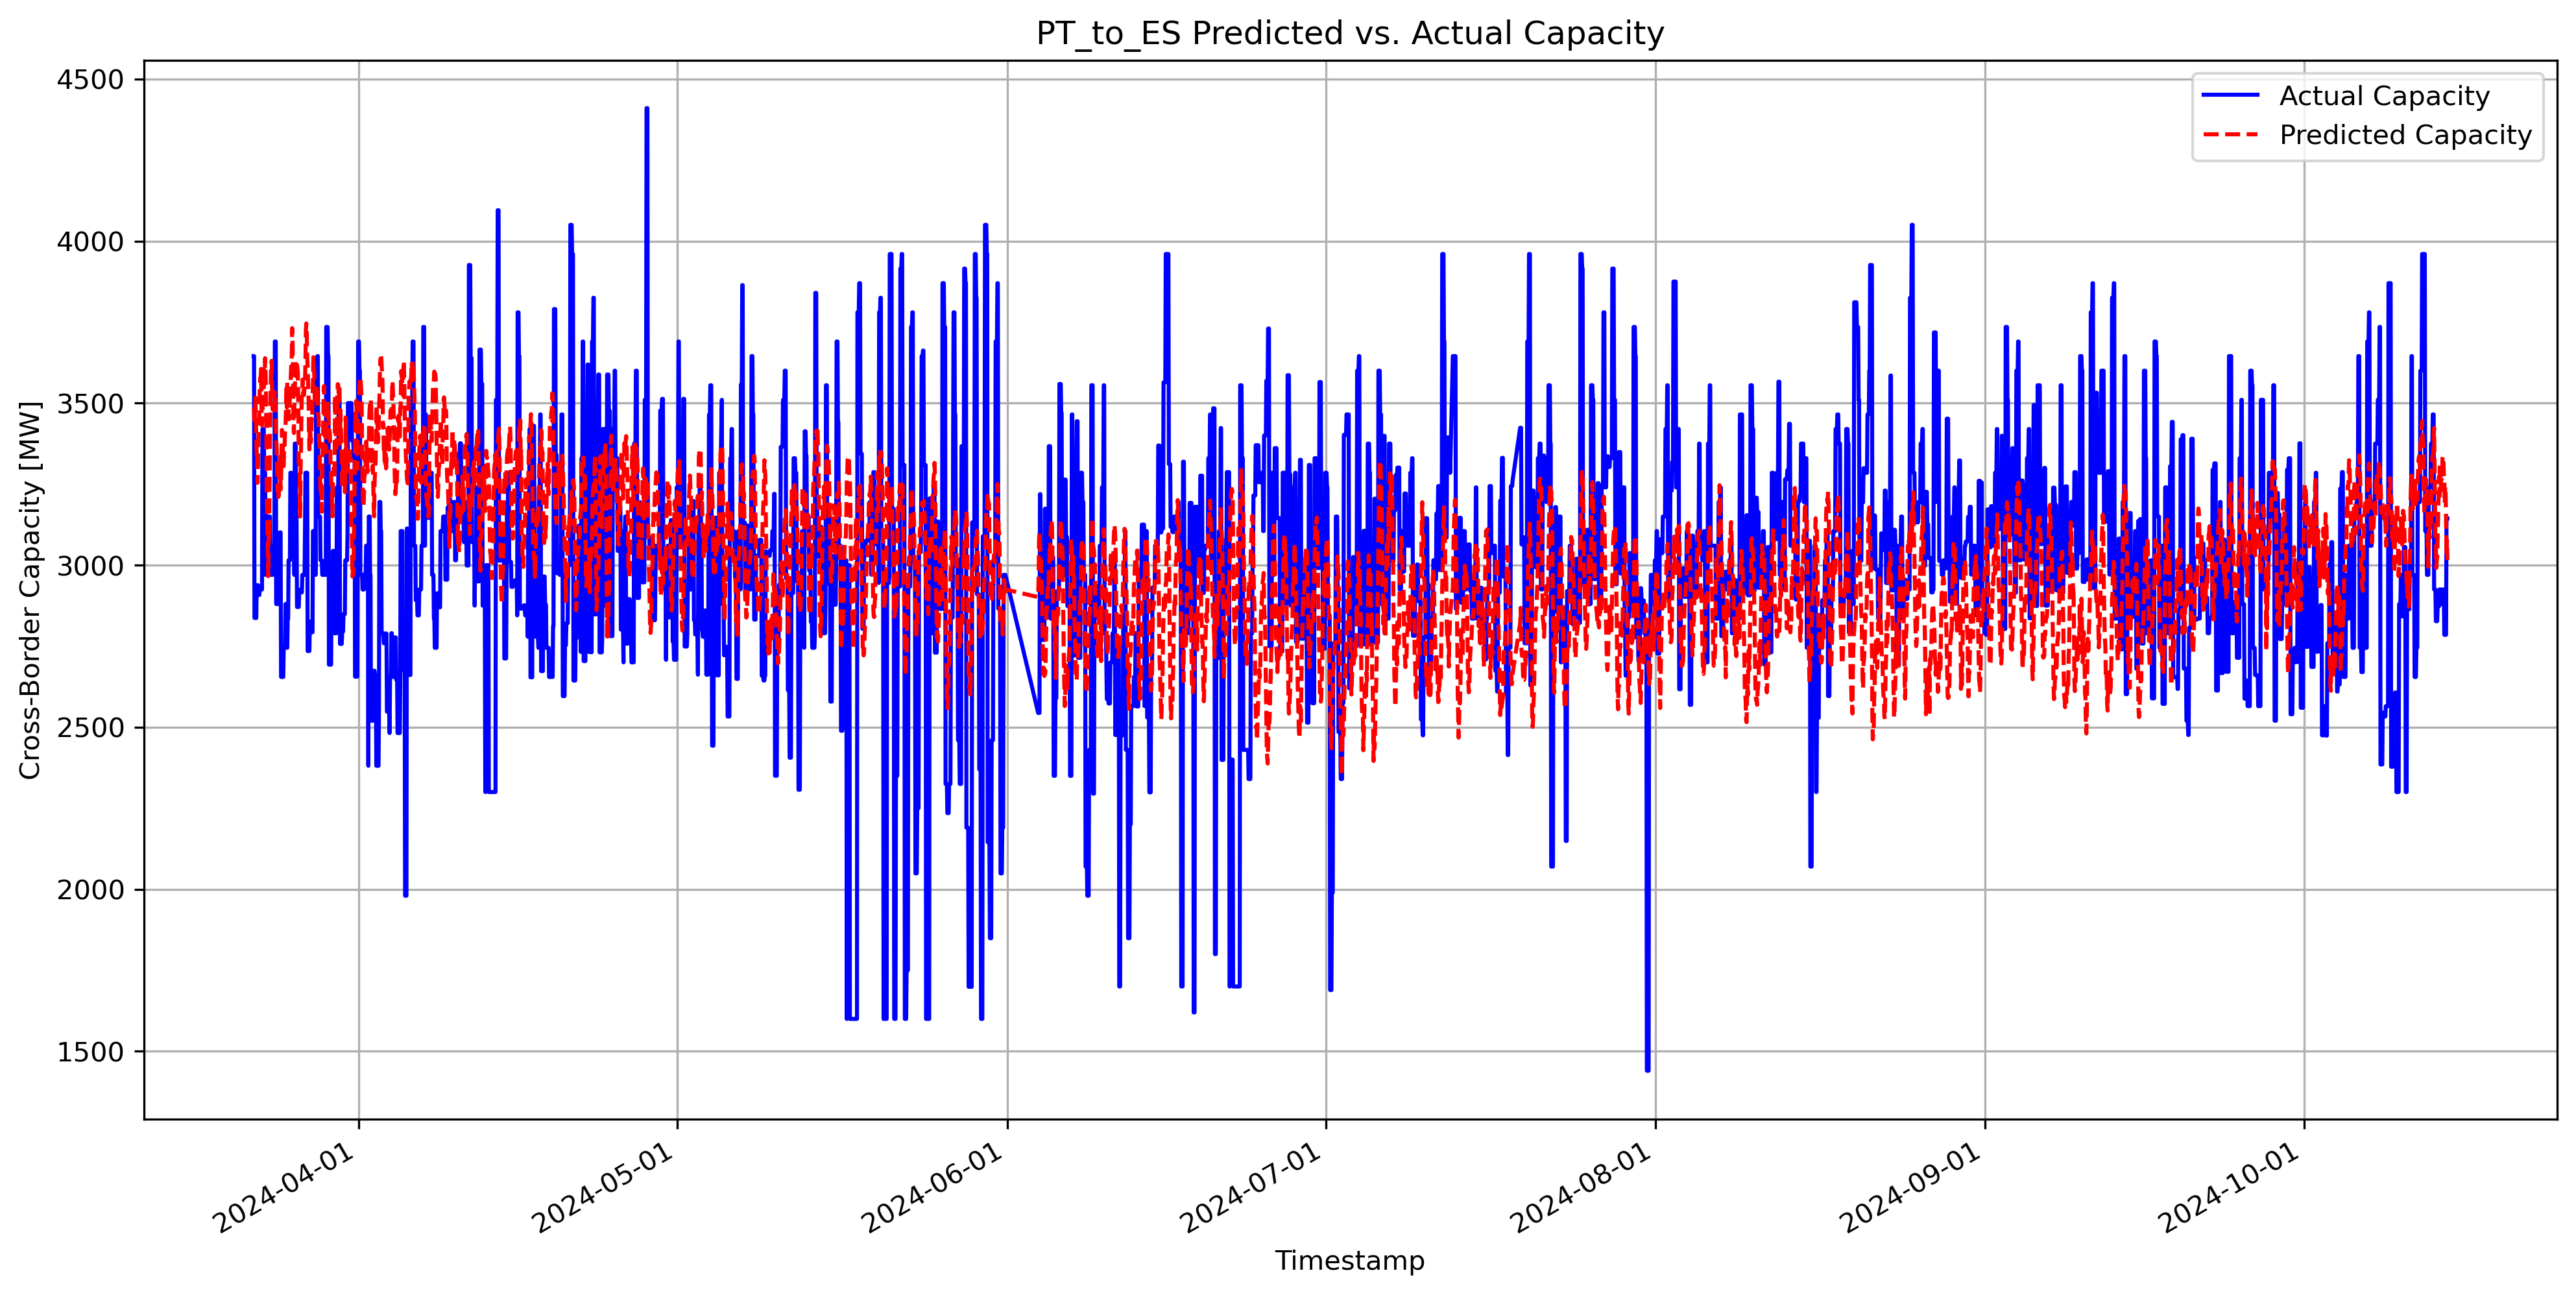 PT_to_ES Predicted vs. Actual Capacity
Actual Capacity
Predicted Capacity
Cross-Border Capacity [MW]
4500
4000
3500
3000
2500
2000
1500
2024-04-01
2024-05-01
2024-06-01
2024-07-01
2024-08-01
2024-09-01
2024-10-01
Timestamp